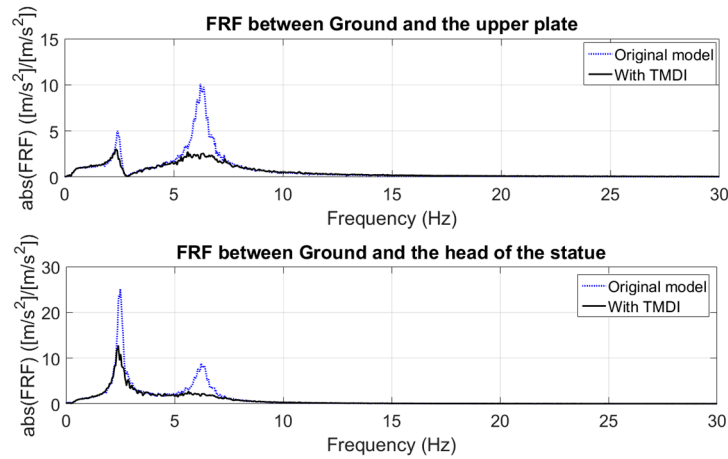 FRF between Ground and the upper plate
abs(FRF) ([m/s²]/[m/s²])
15
10
5
0
Original model
With TMDI
0 5 10 15 20 25 30
Frequency (Hz)
FRF between Ground and the head of the statue
abs(FRF) ([m/s²]/[m/s²])
30
20
10
0
Original model
With TMDI
0 5 10 15 20 25 30
Frequency (Hz)